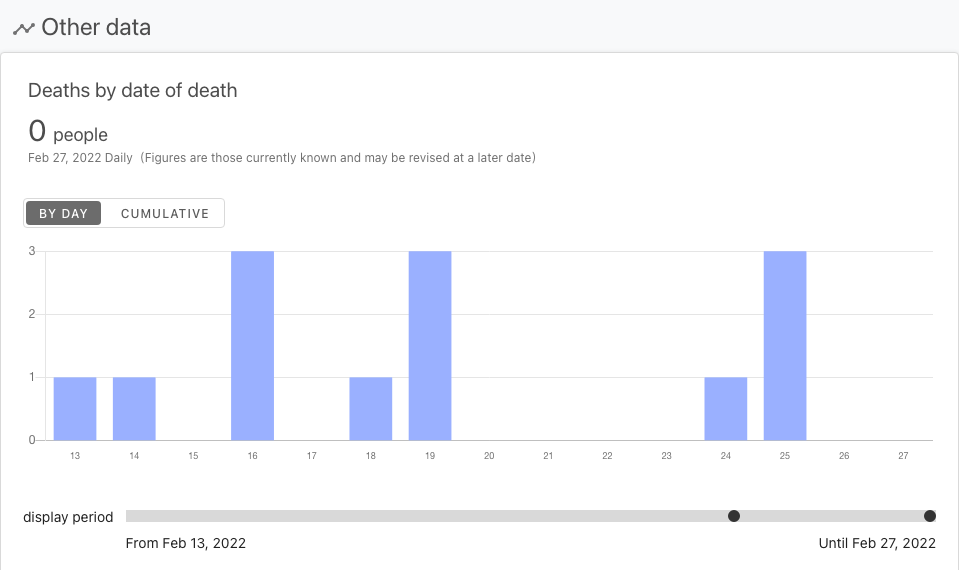 Other data
Deaths by date of death
0 people
Feb 27, 2022 Daily (Figures are those currently known and may be revised at a later date)
BY DAY CUMULATIVE
3
2
1
0
13 14 15 16 17 18 19 20 21 22 23 24 25 26 27
display period
From Feb 13, 2022 Until Feb 27, 2022